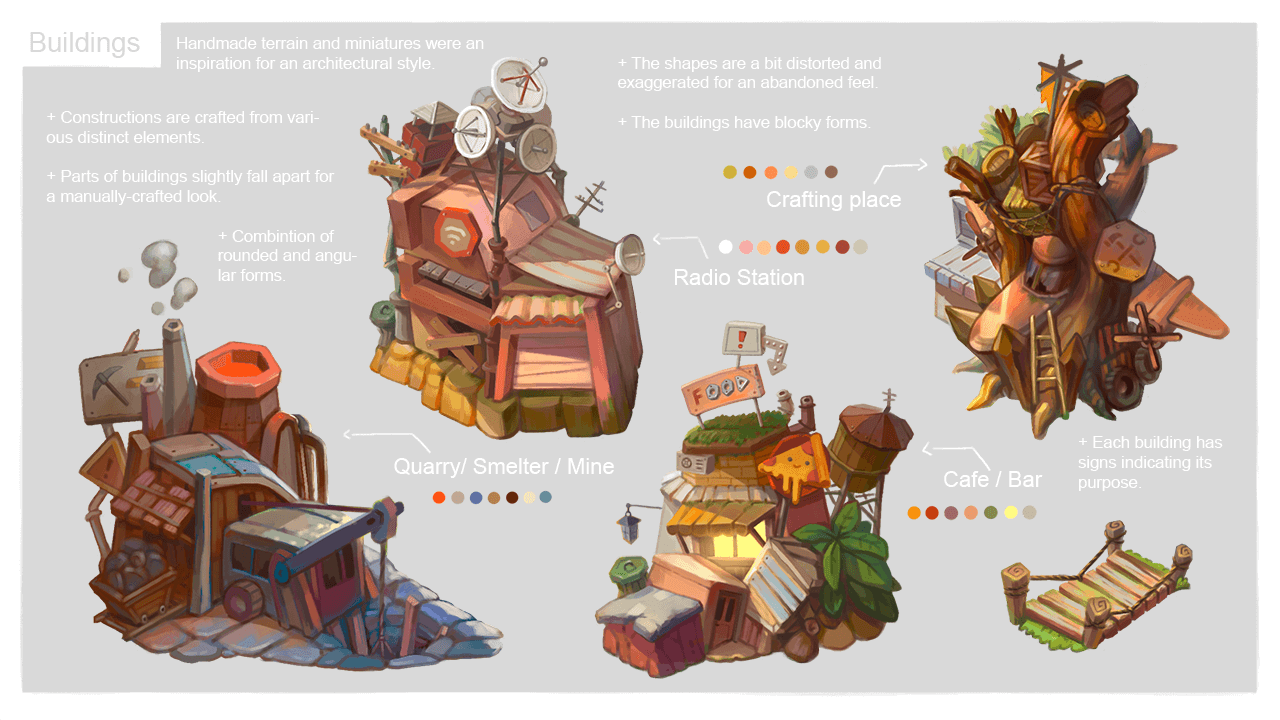 Buildings
Handmade terrain and miniatures were an
inspiration for an architectural style.
+ Constructions are crafted from vari-
ous distinct elements.
+ Parts of buildings slightly fall apart for
a manually-crafted look.
+ Combintion of
rounded and angu-
lar forms.
+ The shapes are a bit distorted and
exaggerated for an abandoned feel.
+ The buildings have blocky forms.
Crafting place
Radio Station
!
FOOD
Quarry/ Smelter / Mine
Cafe / Bar
+ Each building has
signs indicating its
purpose.